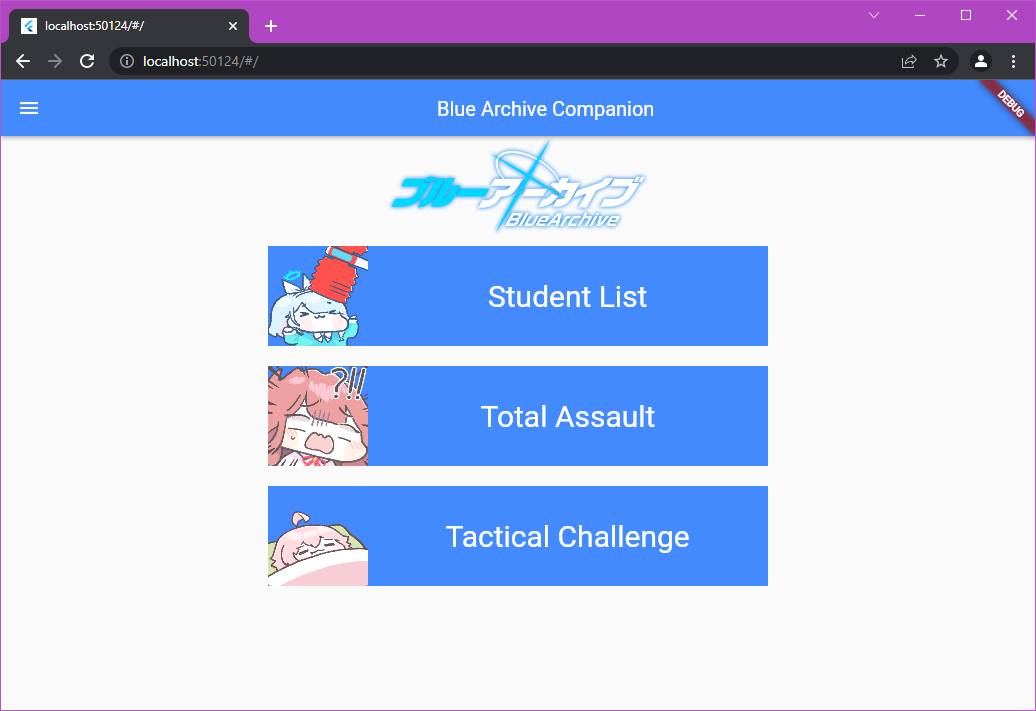 localhost:50124/#/
localhost:50124/#/
Blue Archive Companion
DEBUG
ブルーアーカイブ
BlueArchive
Student List
?!!
Total Assault
Tactical Challenge